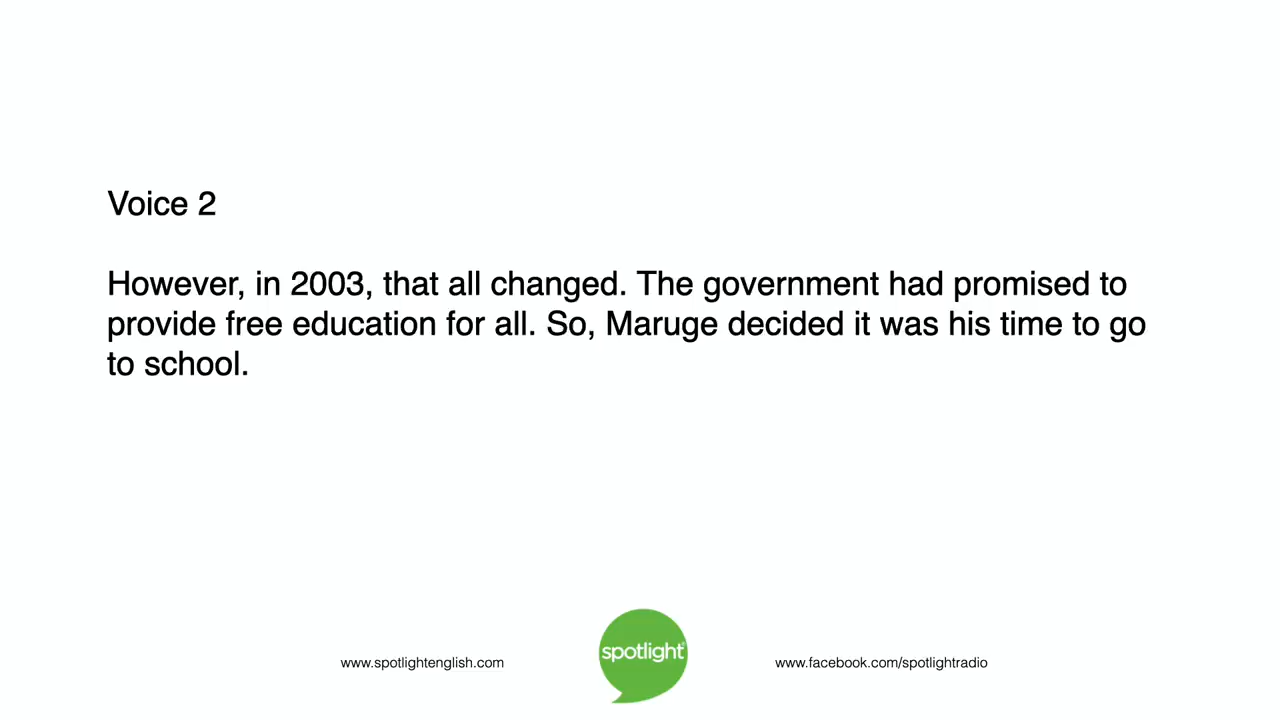 Voice 2
However, in 2003, that all changed. The government had promised to
provide free education for all. So, Maruge decided it was his time to go
to school.
www.spotlightenglish.com
spotlight
www.facebook.com/spotlightradio